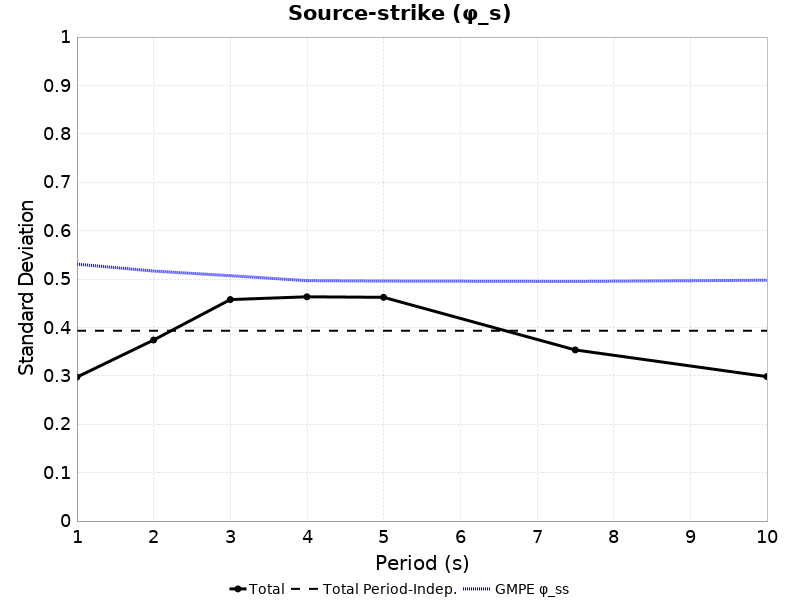 Source-strike (φ_s)
1
0.9
0.8
0.7
0.6
0.5
0.4
0.3
0.2
0.1
0
Standard Deviation
1 2 3 4 5 6 7 8 9 10
Period (s)
Total Total Period-Indep. GMPE φ_ss